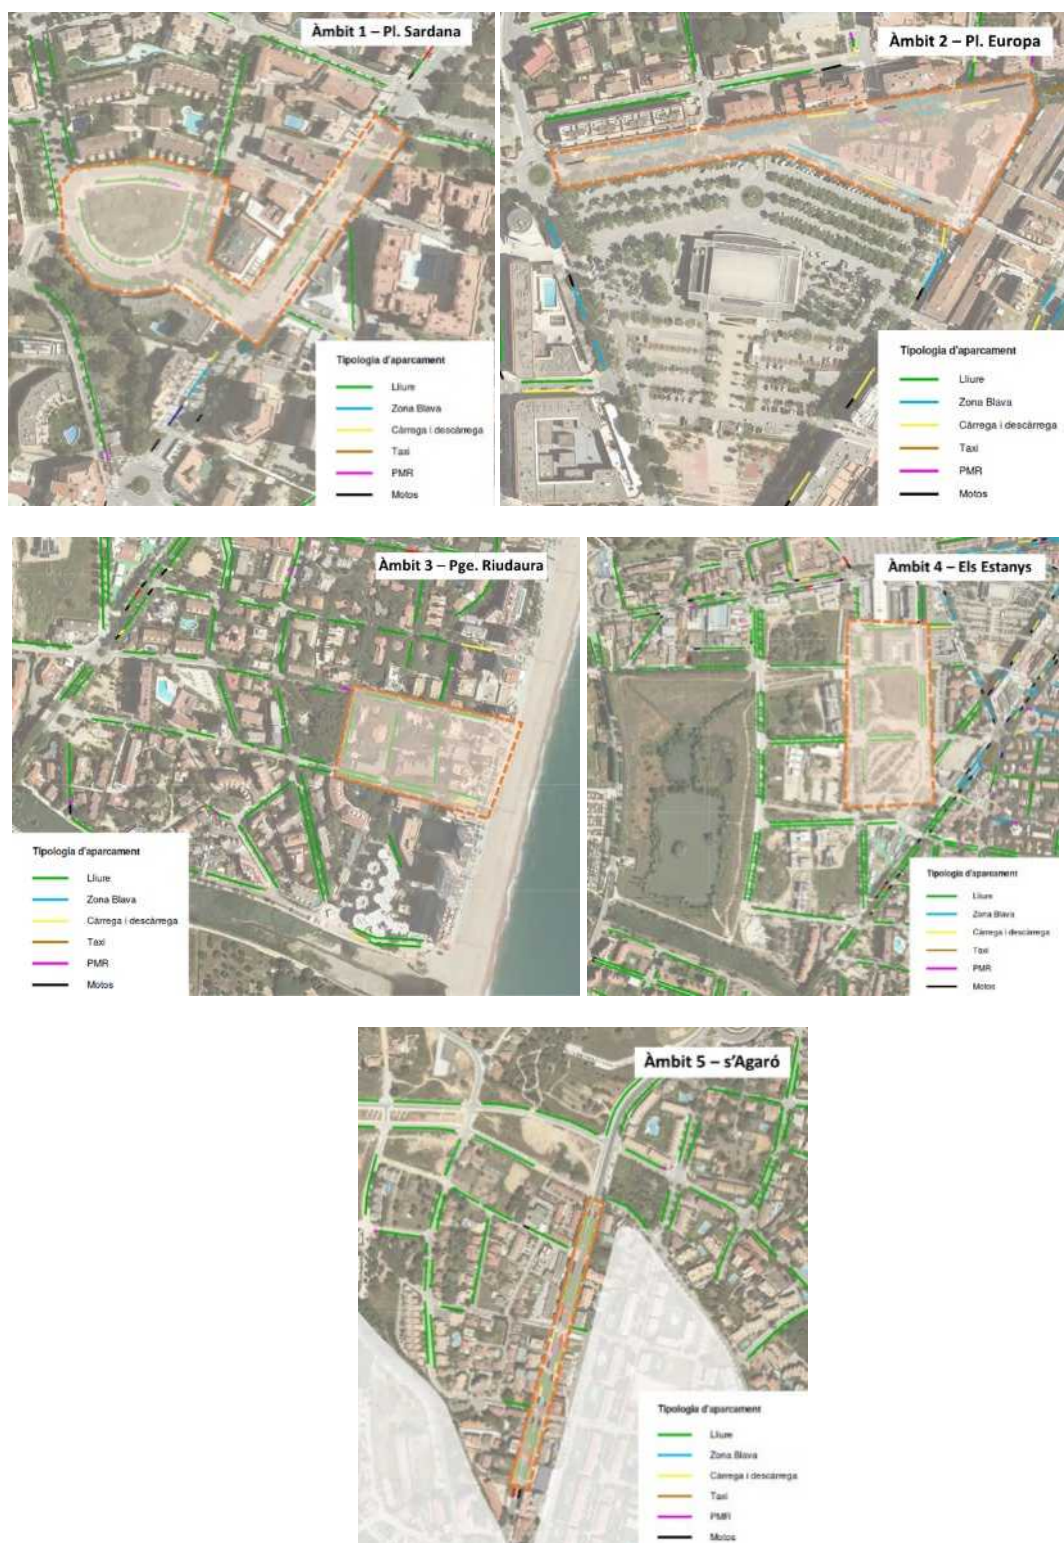 Àmbit 1 – Pl. Sardana
Tipologia d'aparcament
Lliure
Zona Blava
Càrrega i descàrrega
Taxi
PMR
Motos
Àmbit 2 – Pl. Europa
Tipologia d'aparcament
Lliure
Zona Blava
Càrrega i descàrrega
Taxi
PMR
Motos
Àmbit 3 – Pge. Riudaura
Tipologia d'aparcament
Lliure
Zona Blava
Càrrega i descàrrega
Taxi
PMR
Motos
Àmbit 4 – Els Estanys
Tipologia d'aparcament
Lliure
Zona Blava
Càrrega i descàrrega
Taxi
PMR
Motos
Àmbit 5 – s'Agaró
Tipologia d'aparcament
Lliure
Zona Blava
Càrrega i descàrrega
Taxi
PMR
Motos